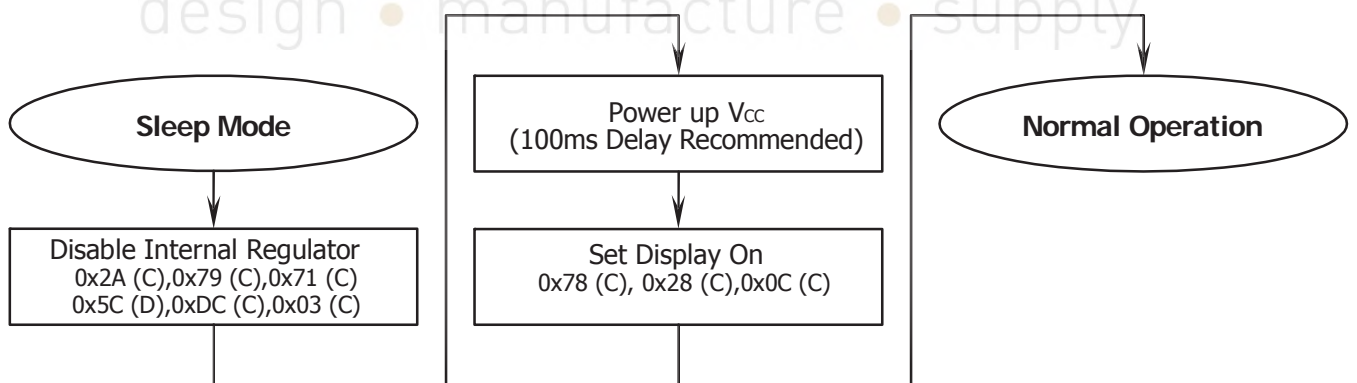 design • manufacture • supply
Sleep Mode
Disable Internal Regulator
0x2A (C),0x79 (C),0x71 (C)
0x5C (D),0xDC (C),0x03 (C)
Power up Vcc
(100ms Delay Recommended)
Set Display On
0x78 (C), 0x28 (C),0x0C (C)
Normal Operation